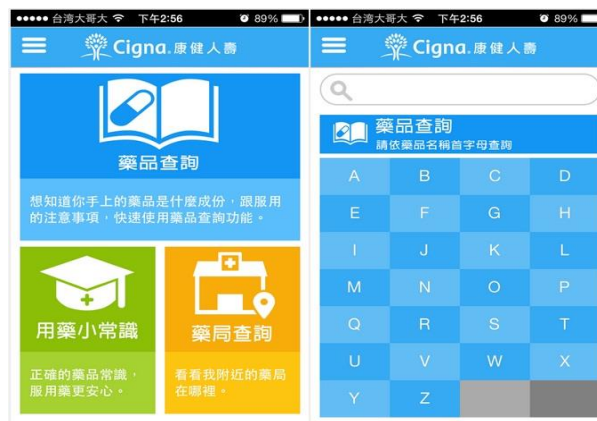 台湾大哥大 下午2:56 89%
Cigna.康健人壽
藥品查詢
想知道你手上的藥品是什麼成份，跟服用
的注意事項，快速使用藥品查詢功能。
用藥小常識
正確的藥品常識，
服用藥更安心。
藥局查詢
看看我附近的藥局
在哪裡。
台湾大哥大 下午2:56 89%
Cigna.康健人壽
藥品查詢
請依藥品名稱首字母查詢
A B C D
E F G H
I J K L
M N O P
Q R S T
U V W X
Y Z